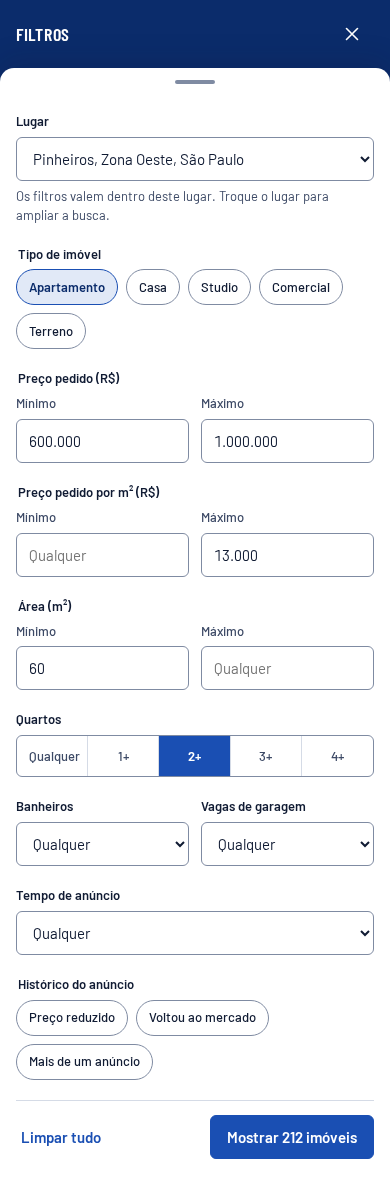 FILTROS
Lugar
Pinheiros, Zona Oeste, São Paulo
Os filtros valem dentro deste lugar. Troque o lugar para
ampliar a busca.
Tipo de imóvel
Apartamento Casa Studio Comercial
Terreno
Preço pedido (R$)
Mínimo Máximo
600.000 1.000.000
Preço pedido por m² (R$)
Mínimo Máximo
Qualquer 13.000
Área (m²)
Mínimo Máximo
60 Qualquer
Quartos
Qualquer 1+ 2+ 3+ 4+
Banheiros Vagas de garagem
Qualquer Qualquer
Tempo de anúncio
Qualquer
Histórico do anúncio
Preço reduzido Voltou ao mercado
Mais de um anúncio
Limpar tudo Mostrar 212 imóveis